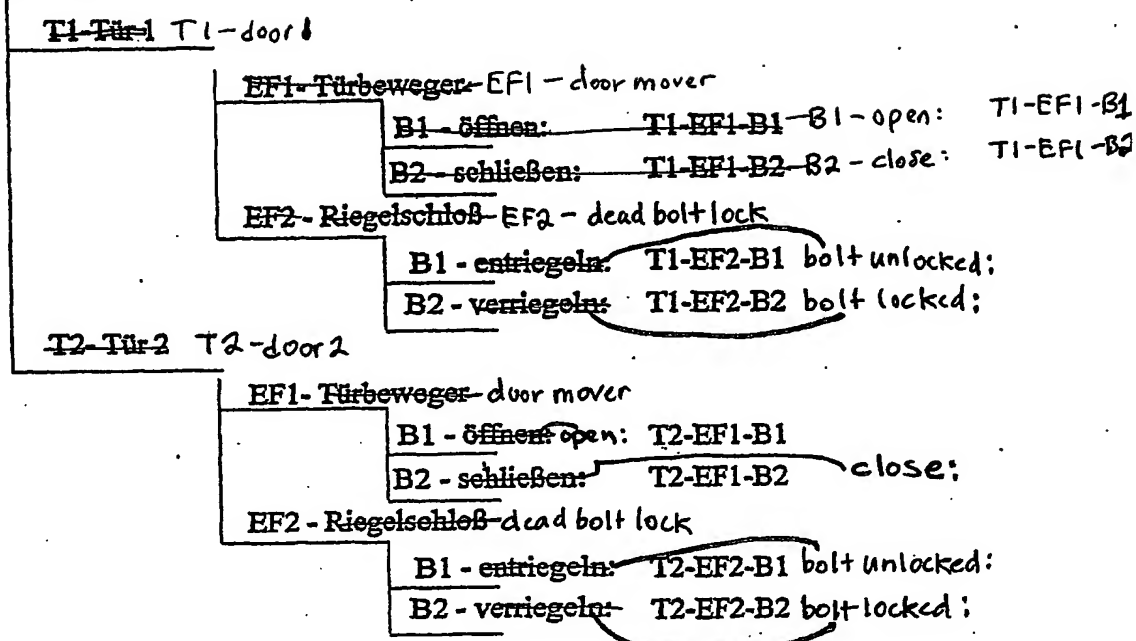 T1-Tür 1 T1-door1
EF1- Türbeweger EF1 - door mover
B1 - öffnen: T1-EF1-B1 B1-open: T1-EF1-B1
B2 - schließen: T1-EF1-B2 B2 - close: T1-EF1-B2
EF2 - Riegelschloß EF2 - dead bolt lock
B1 - entriegeln: T1-EF2-B1 bolt unlocked:
B2 - verriegeln: T1-EF2-B2 bolt locked:
T2- Tür 2 T2-door2
EF1- Türbeweger door mover
B1 - öffnen: open: T2-EF1-B1
B2 - schließen: T2-EF1-B2 close:
EF2 - Riegelschloß dead bolt lock
B1 - entriegeln: T2-EF2-B1 bolt unlocked:
B2 - verriegeln: T2-EF2-B2 bolt locked: